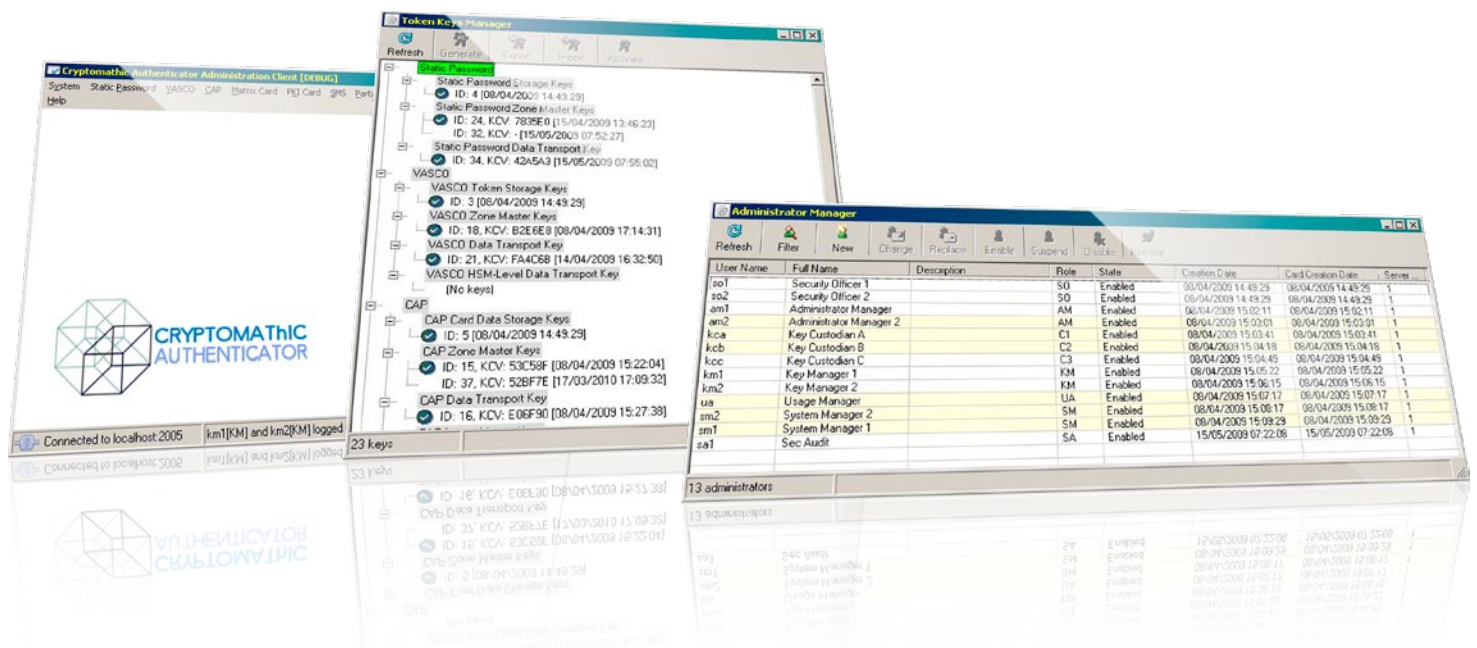 Cryptomathic Authenticator Administration Client [DEBUG]
System Static Password VASCO CAP Matrix Card PKI Card SMS
Help
CRYPTOMAThIC
AUTHENTICATOR
Connected to localhost:2005 km1[KM] and km2[KM] logged
Token Keys Manager
Refresh Generate Export Import Activate
Static Password
Static Password Storage Keys
ID: 4 [08/04/2009 14:49:29]
Static Password Zone Master Keys
ID: 24, KCV: 7835E0 [15/04/2009 13:46:23]
ID: 32, KCV: - [15/05/2009 07:52:27]
Static Password Data Transport Key
ID: 34, KCV: 42A5A3 [15/05/2009 07:55:02]
VASCO
VASCO Token Storage Keys
ID: 3 [08/04/2009 14:49:29]
VASCO Zone Master Keys
ID: 18, KCV: B2E6E8 [08/04/2009 17:14:31]
VASCO Data Transport Key
ID: 21, KCV: FA4C6B [14/04/2009 16:32:50]
VASCO HSM-Level Data Transport Key
[No keys]
CAP
CAP Card Data Storage Keys
ID: 5 [08/04/2009 14:49:29]
CAP Zone Master Keys
ID: 15, KCV: 53C58F [08/04/2009 15:22:04]
ID: 37, KCV: 52BF7E [17/03/2010 17:09:32]
CAP Data Transport Key
ID: 16, KCV: E06F90 [08/04/2009 15:27:38]
23 keys
Administrator Manager
Refresh Filter New Change Replace Enable Suspend Disable
User Name Full Name Description Role State Creation Date Card Creation Date Server ...
so1 Security Officer 1 SO Enabled 08/04/2009 14:49:29 08/04/2009 14:49:29 1
so2 Security Officer 2 SO Enabled 08/04/2009 14:49:29 08/04/2009 14:49:29 1
am1 Administrator Manager AM Enabled 08/04/2009 15:02:11 08/04/2009 15:02:11 1
am2 Administrator Manager 2 AM Enabled 08/04/2009 15:03:01 08/04/2009 15:03:01 1
kca Key Custodian A C1 Enabled 08/04/2009 15:03:41 08/04/2009 15:03:41 1
kcb Key Custodian B C2 Enabled 08/04/2009 15:04:18 08/04/2009 15:04:18 1
kcc Key Custodian C C3 Enabled 08/04/2009 15:04:49 08/04/2009 15:04:49 1
km1 Key Manager 1 KM Enabled 08/04/2009 15:05:22 08/04/2009 15:05:22 1
km2 Key Manager 2 KM Enabled 08/04/2009 15:06:15 08/04/2009 15:06:15 1
ua Usage Manager UA Enabled 08/04/2009 15:07:17 08/04/2009 15:07:17 1
sm2 System Manager 2 SM Enabled 08/04/2009 15:08:17 08/04/2009 15:08:17 1
sm1 System Manager 1 SM Enabled 08/04/2009 15:09:29 08/04/2009 15:09:29 1
sa1 Sec Audit SA Enabled 15/05/2009 07:22:08 15/05/2009 07:22:08 1
13 administrators